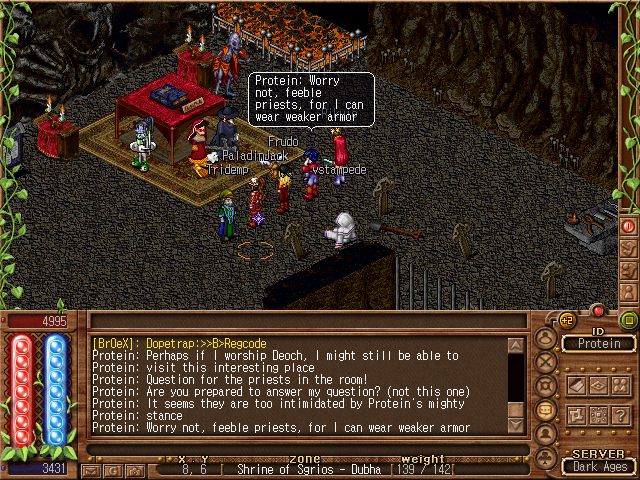 Protein: Worry
not, feeble
priests, for I can
wear weaker armor
Frudo
PaladinJack
Tridemp
vstampede
4995
[BrOeX]: Dopetrap:>>B>Regcode
Protein: Perhaps if I worship Deoch, I might still be able to
Protein: visit this interesting place
Protein: Question for the priests in the room!
Protein: Are you prepared to answer my question? (not this one)
Protein: It seems they are too intimidated by Protein's mighty
Protein: stance
Protein: Worry not, feeble priests, for I can wear weaker armor
3431
x y zone weight
8, 6 [ Shrine of Sgrios - Dubha [139 / 142[
+2
ID
Protein
?
SERVER
Dark Ages